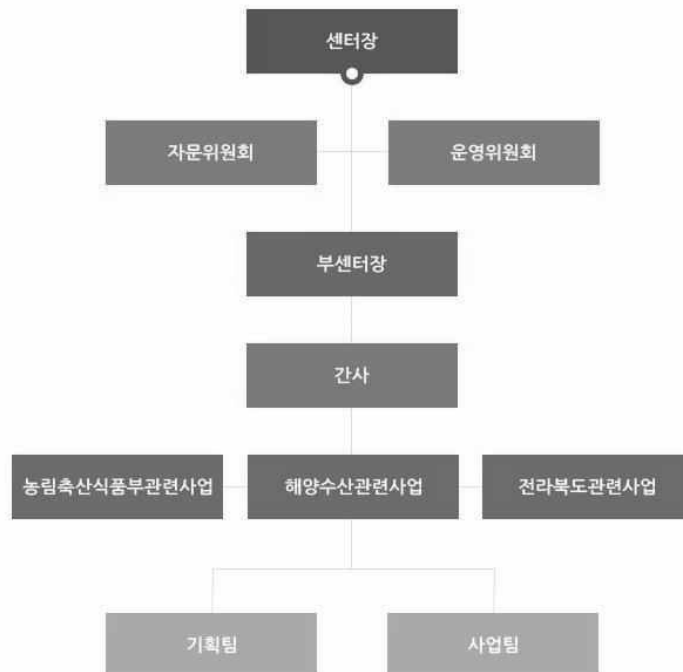 센터장
자문위원회
운영위원회
부센터장
간사
농림축산식품부관련사업
해양수산관련사업
전라북도관련사업
기획팀
사업팀